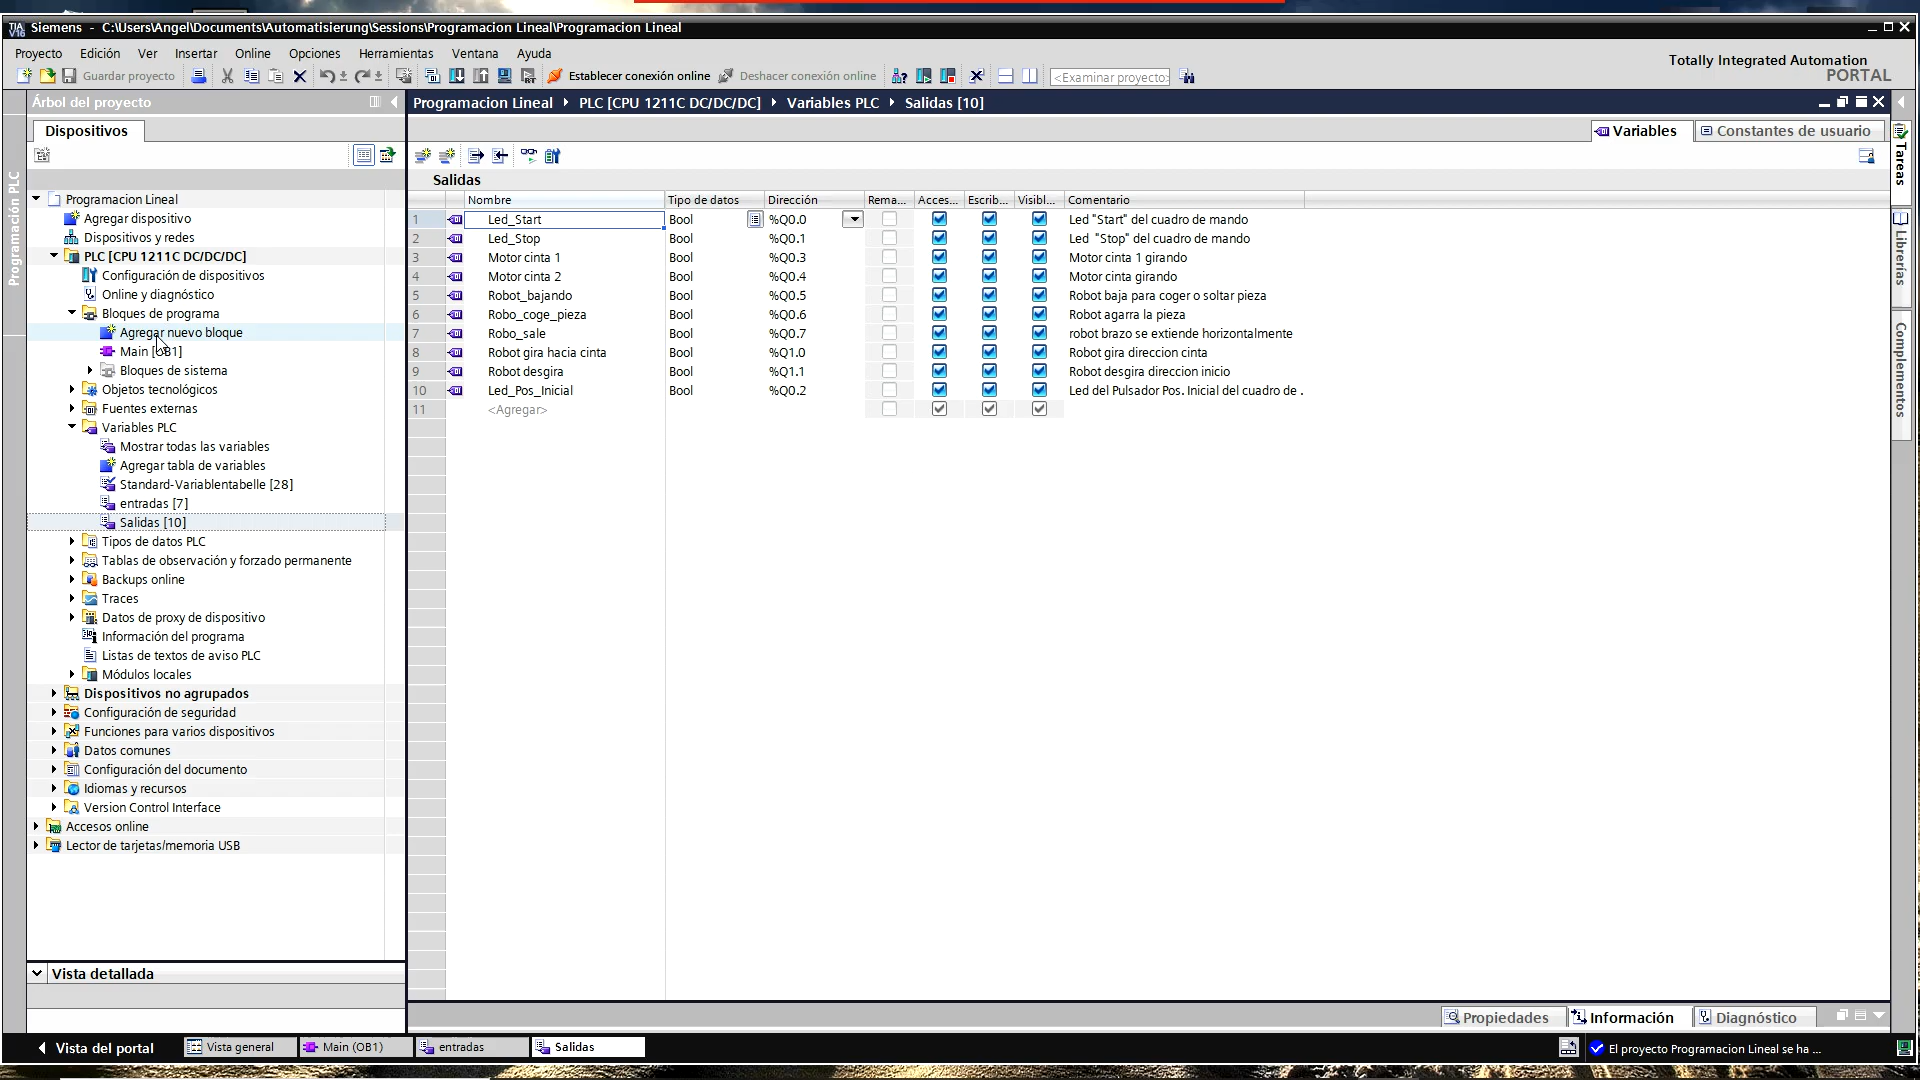 Siemens - C:\Users\Angel\Documents\Automatisierung\Sessions\Programacion Lineal\Programacion Lineal
Proyecto Edición Ver Insertar Online Opciones Herramientas Ventana Ayuda
Totally Integrated Automation
PORTAL
Guardar proyecto Establecer conexión online Deshacer conexión online <Examinar proyecto>
Árbol del proyecto
Programacion Lineal PLC [CPU 1211C DC/DC/DC] Variables PLC Salidas [10]
Dispositivos
Variables Constantes de usuario
Programación PLC
Programacion Lineal
Agregar dispositivo
Dispositivos y redes
PLC [CPU 1211C DC/DC/DC]
Configuración de dispositivos
Online y diagnóstico
Bloques de programa
Agregar nuevo bloque
Main [OB1]
Bloques de sistema
Objetos tecnológicos
Fuentes externas
Variables PLC
Mostrar todas las variables
Agregar tabla de variables
Standard-Variablentabelle [28]
entradas [7]
Salidas [10]
Tipos de datos PLC
Tablas de observación y forzado permanente
Backups online
Traces
Datos de proxy de dispositivo
Información del programa
Listas de textos de aviso PLC
Módulos locales
Dispositivos no agrupados
Configuración de seguridad
Funciones para varios dispositivos
Datos comunes
Configuración del documento
Idiomas y recursos
Version Control Interface
Accesos online
Lector de tarjetas/memoria USB
Vista detallada
Salidas
Nombre Tipo de datos Dirección Rema... Acces... Escrib... Visibl... Comentario
1 Led_Start Bool %Q0.0 Led "Start" del cuadro de mando
2 Led_Stop Bool %Q0.1 Led "Stop" del cuadro de mando
3 Motor cinta 1 Bool %Q0.3 Motor cinta 1 girando
4 Motor cinta 2 Bool %Q0.4 Motor cinta girando
5 Robot_bajando Bool %Q0.5 Robot baja para coger o soltar pieza
6 Robo_coge_pieza Bool %Q0.6 Robot agarra la pieza
7 Robo_sale Bool %Q0.7 robot brazo se extiende horizontalmente
8 Robot gira hacia cinta Bool %Q1.0 Robot gira direccion cinta
9 Robot desgira Bool %Q1.1 Robot desgira direccion inicio
10 Led_Pos_Inicial Bool %Q0.2 Led del Pulsador Pos. Inicial del cuadro de .
11 <Agregar>
Tareas
Librerías
Complementos
Propiedades Información Diagnóstico
Vista del portal Vista general Main (OB1) entradas Salidas El proyecto Programacion Lineal se ha ...